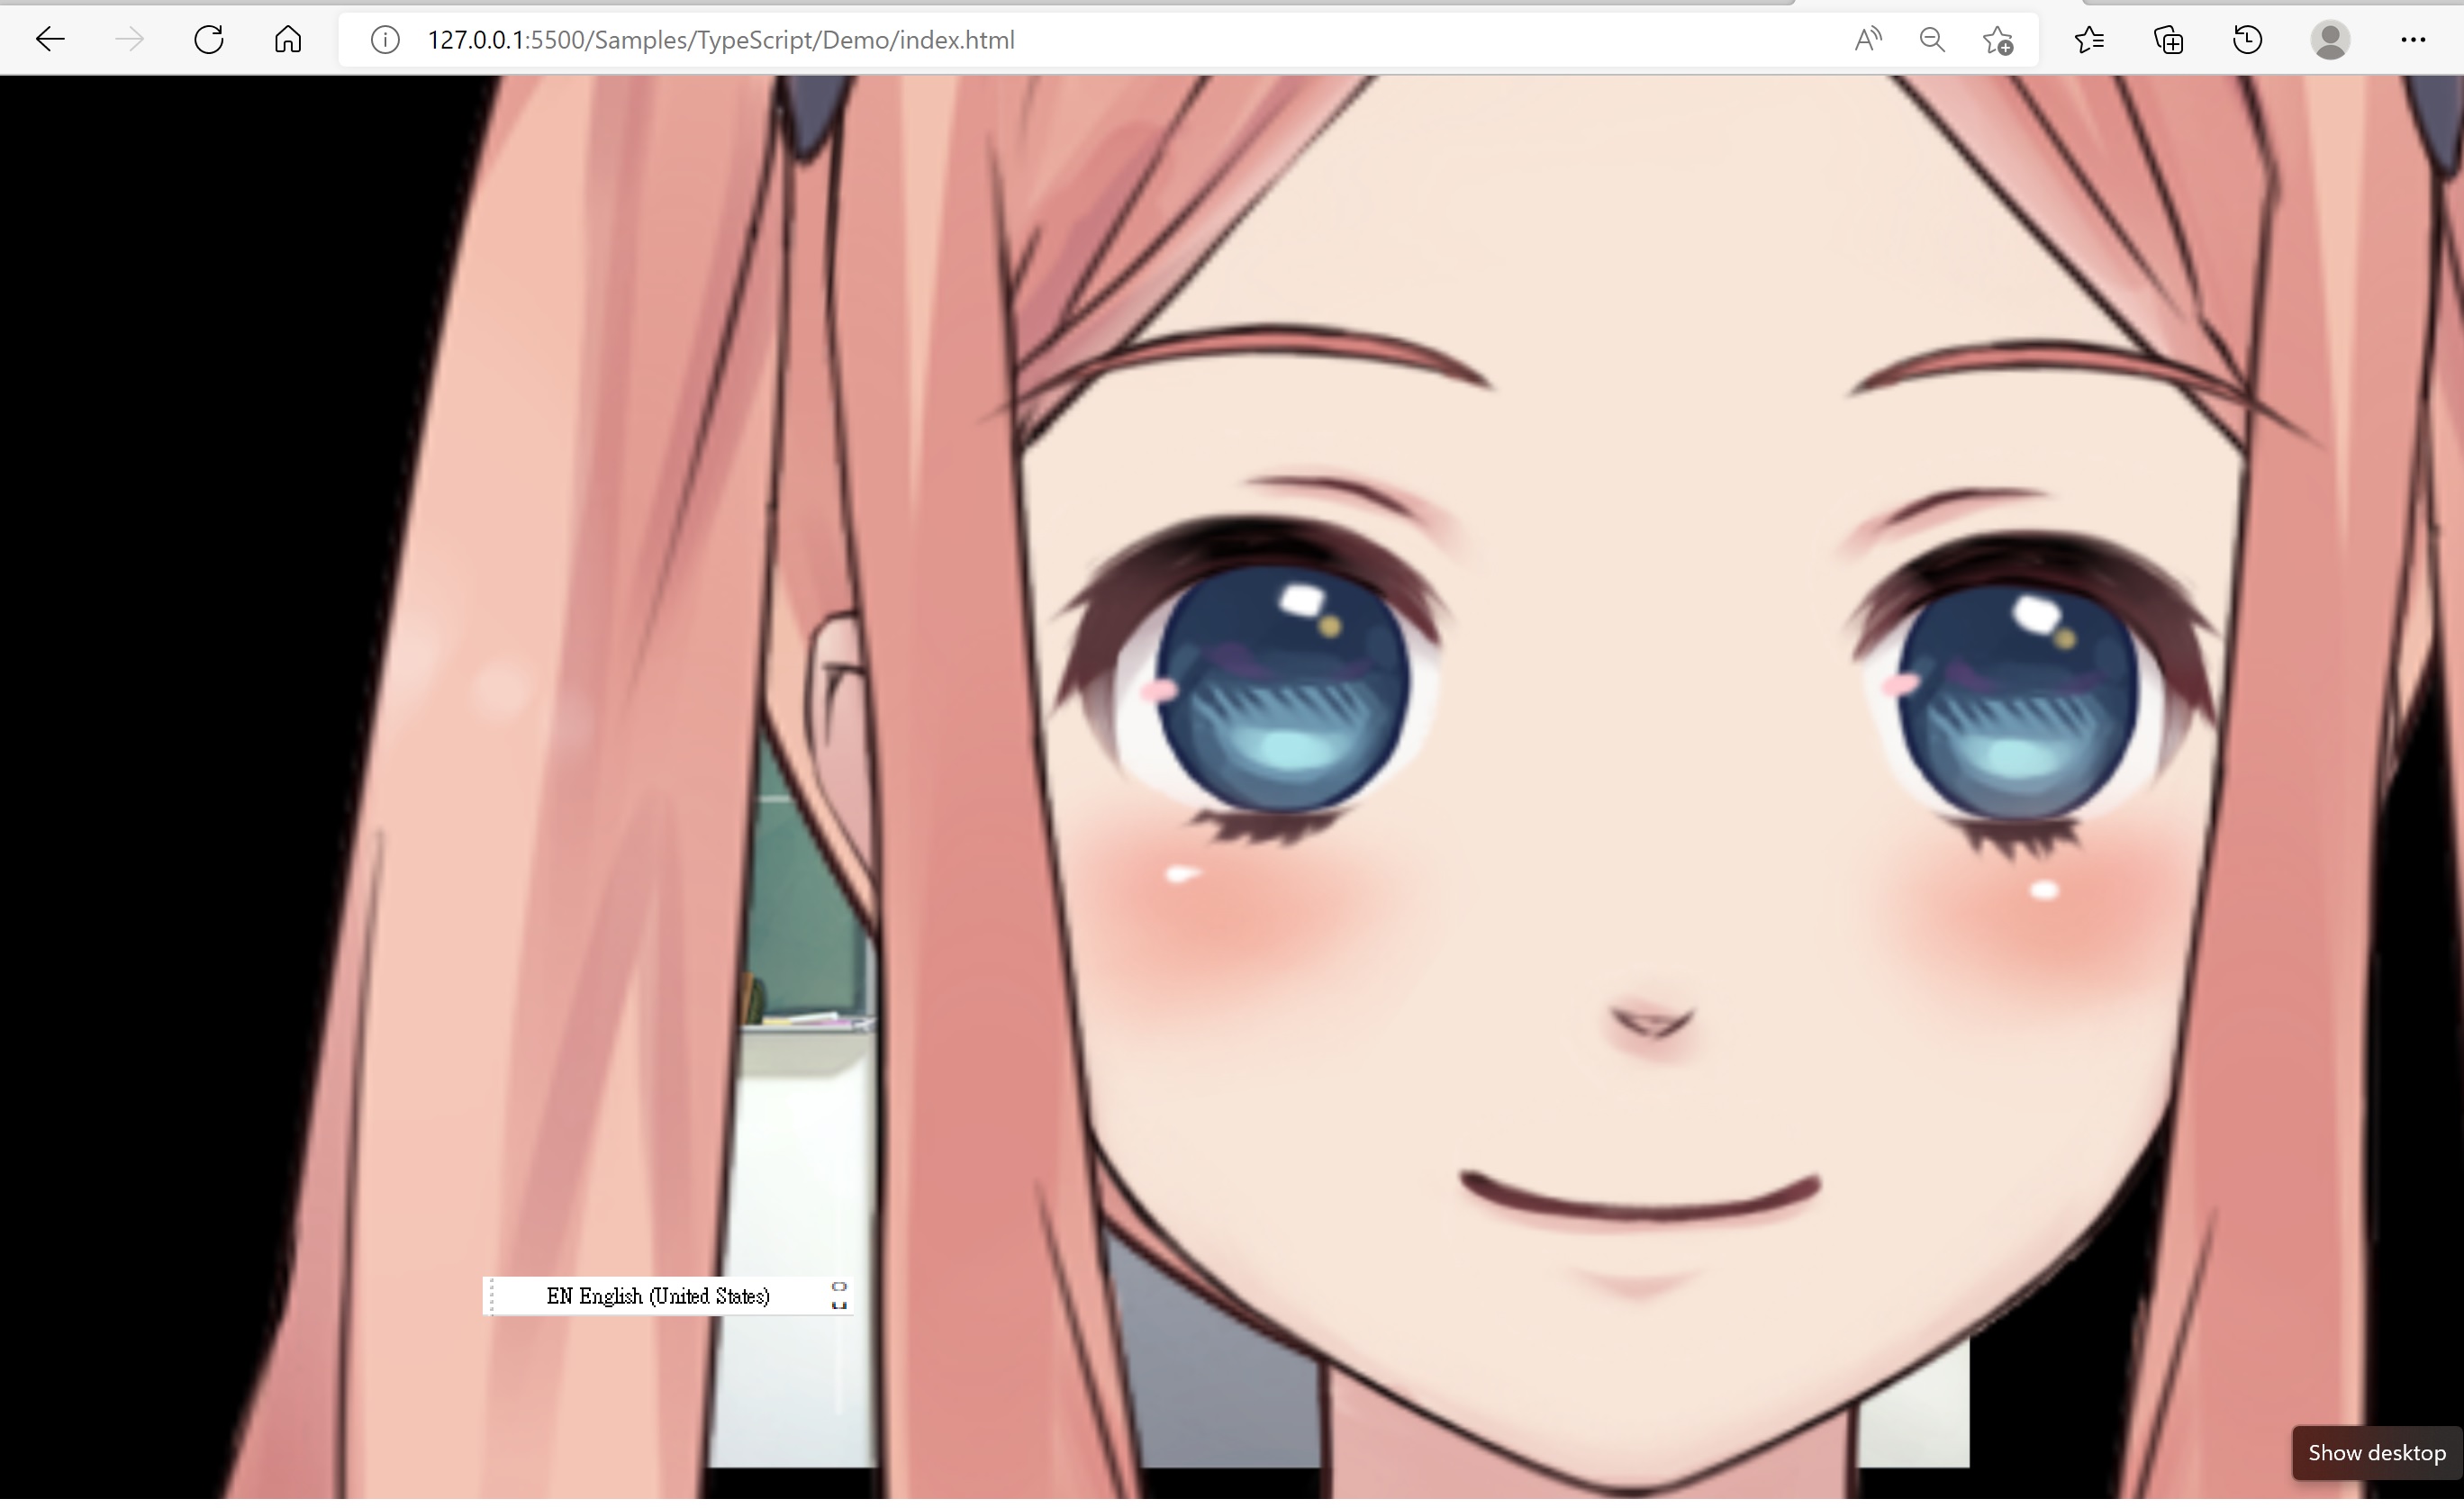 127.0.0.1:5500/Samples/TypeScript/Demo/index.html
EN English (United States)
Show desktop